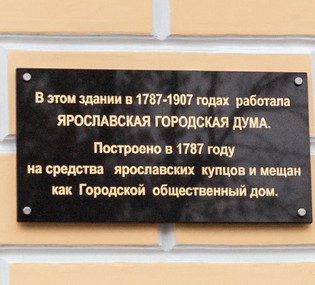 В этом здании в 1787-1907 годах работала
ЯРОСЛАВСКАЯ ГОРОДСКАЯ ДУМА.
Построено в 1787 году
на средства ярославских купцов и мещан
как Городской общественный дом.